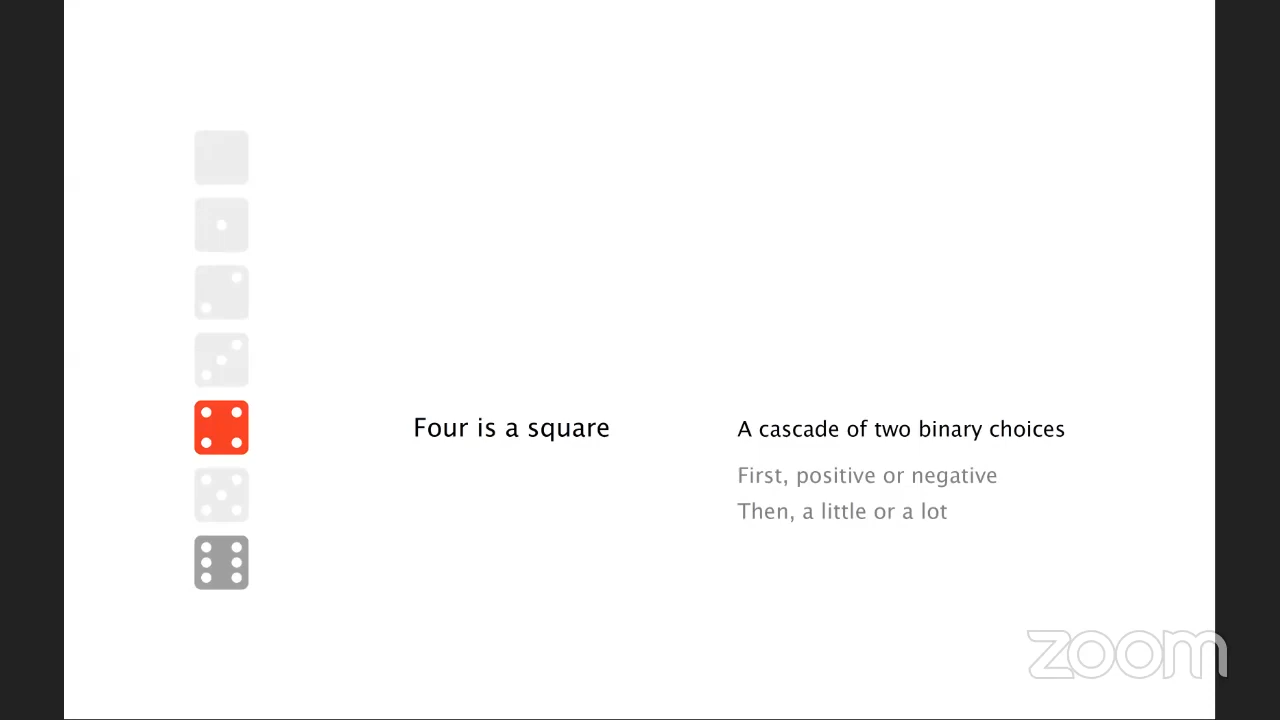 Four is a square
A cascade of two binary choices
First, positive or negative
Then, a little or a lot
zoom